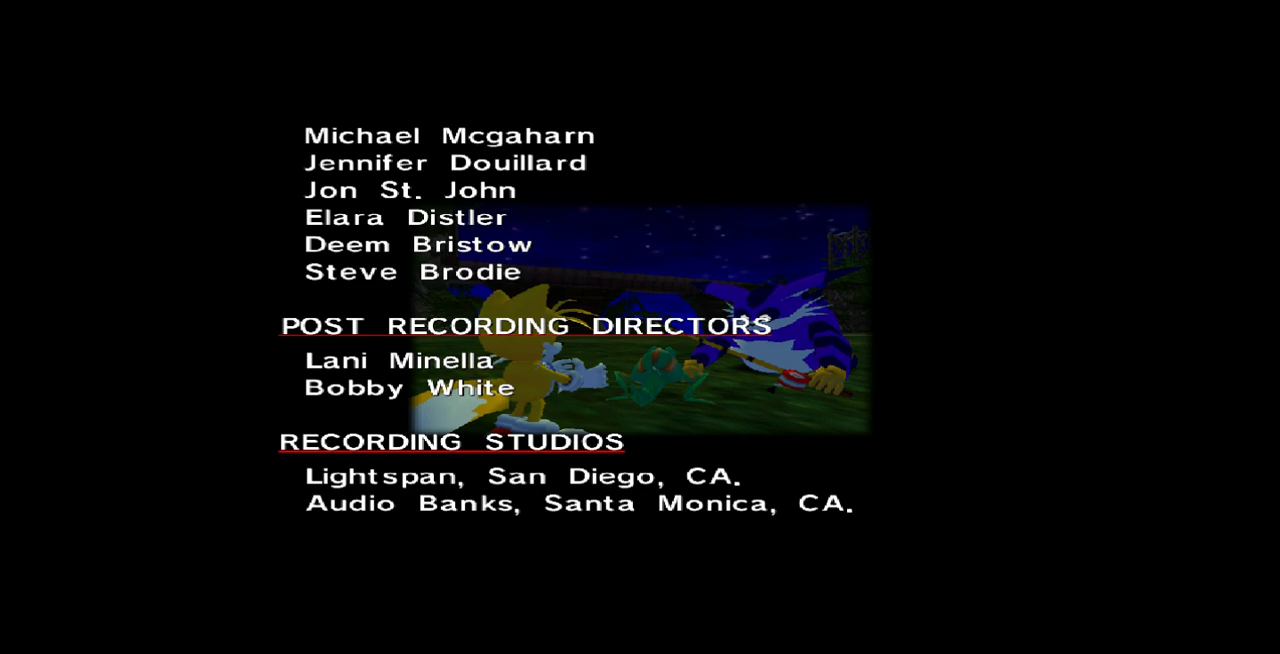 Michael Mcgaharn
Jennifer Douillard
Jon St. John
Elara Distler
Deem Bristow
Steve Brodie
POST RECORDING DIRECTORS
Lani Minella
Bobby White
RECORDING STUDIOS
Lightspan, San Diego, CA.
Audio Banks, Santa Monica, CA.